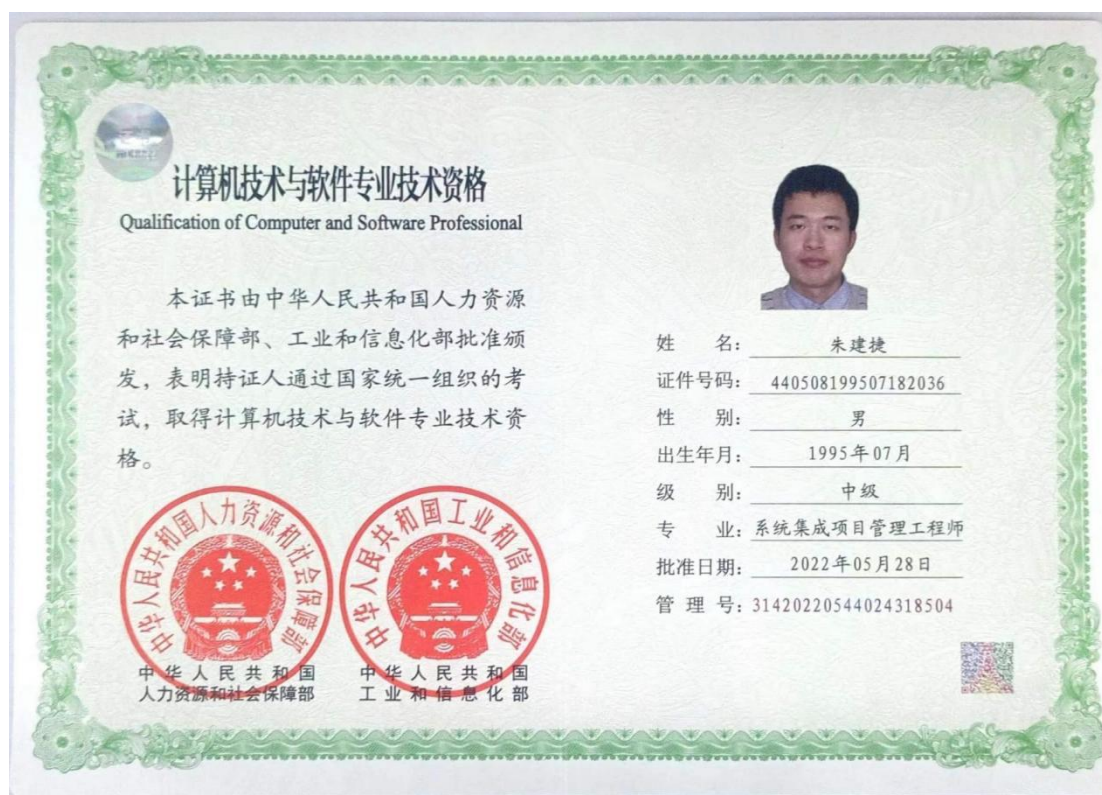 计算机技术与软件专业技术资格
Qualification of Computer and Software Professional
本证书由中华人民共和国人力资源
和社会保障部、工业和信息化部批准颁
发，表明持证人通过国家统一组织的考
试，取得计算机技术与软件专业技术资
格。
中华人民共和国人力资源和社会保障部
中华人民共和国工业和信息化部
中华人民共和国
人力资源和社会保障部
中华人民共和国
工业和信息化部
姓 名：朱建捷
证件号码：440508199507182036
性 别：男
出生年月：1995年07月
级 别：中级
专 业：系统集成项目管理工程师
批准日期：2022年05月28日
管 理 号：31420220544024318504